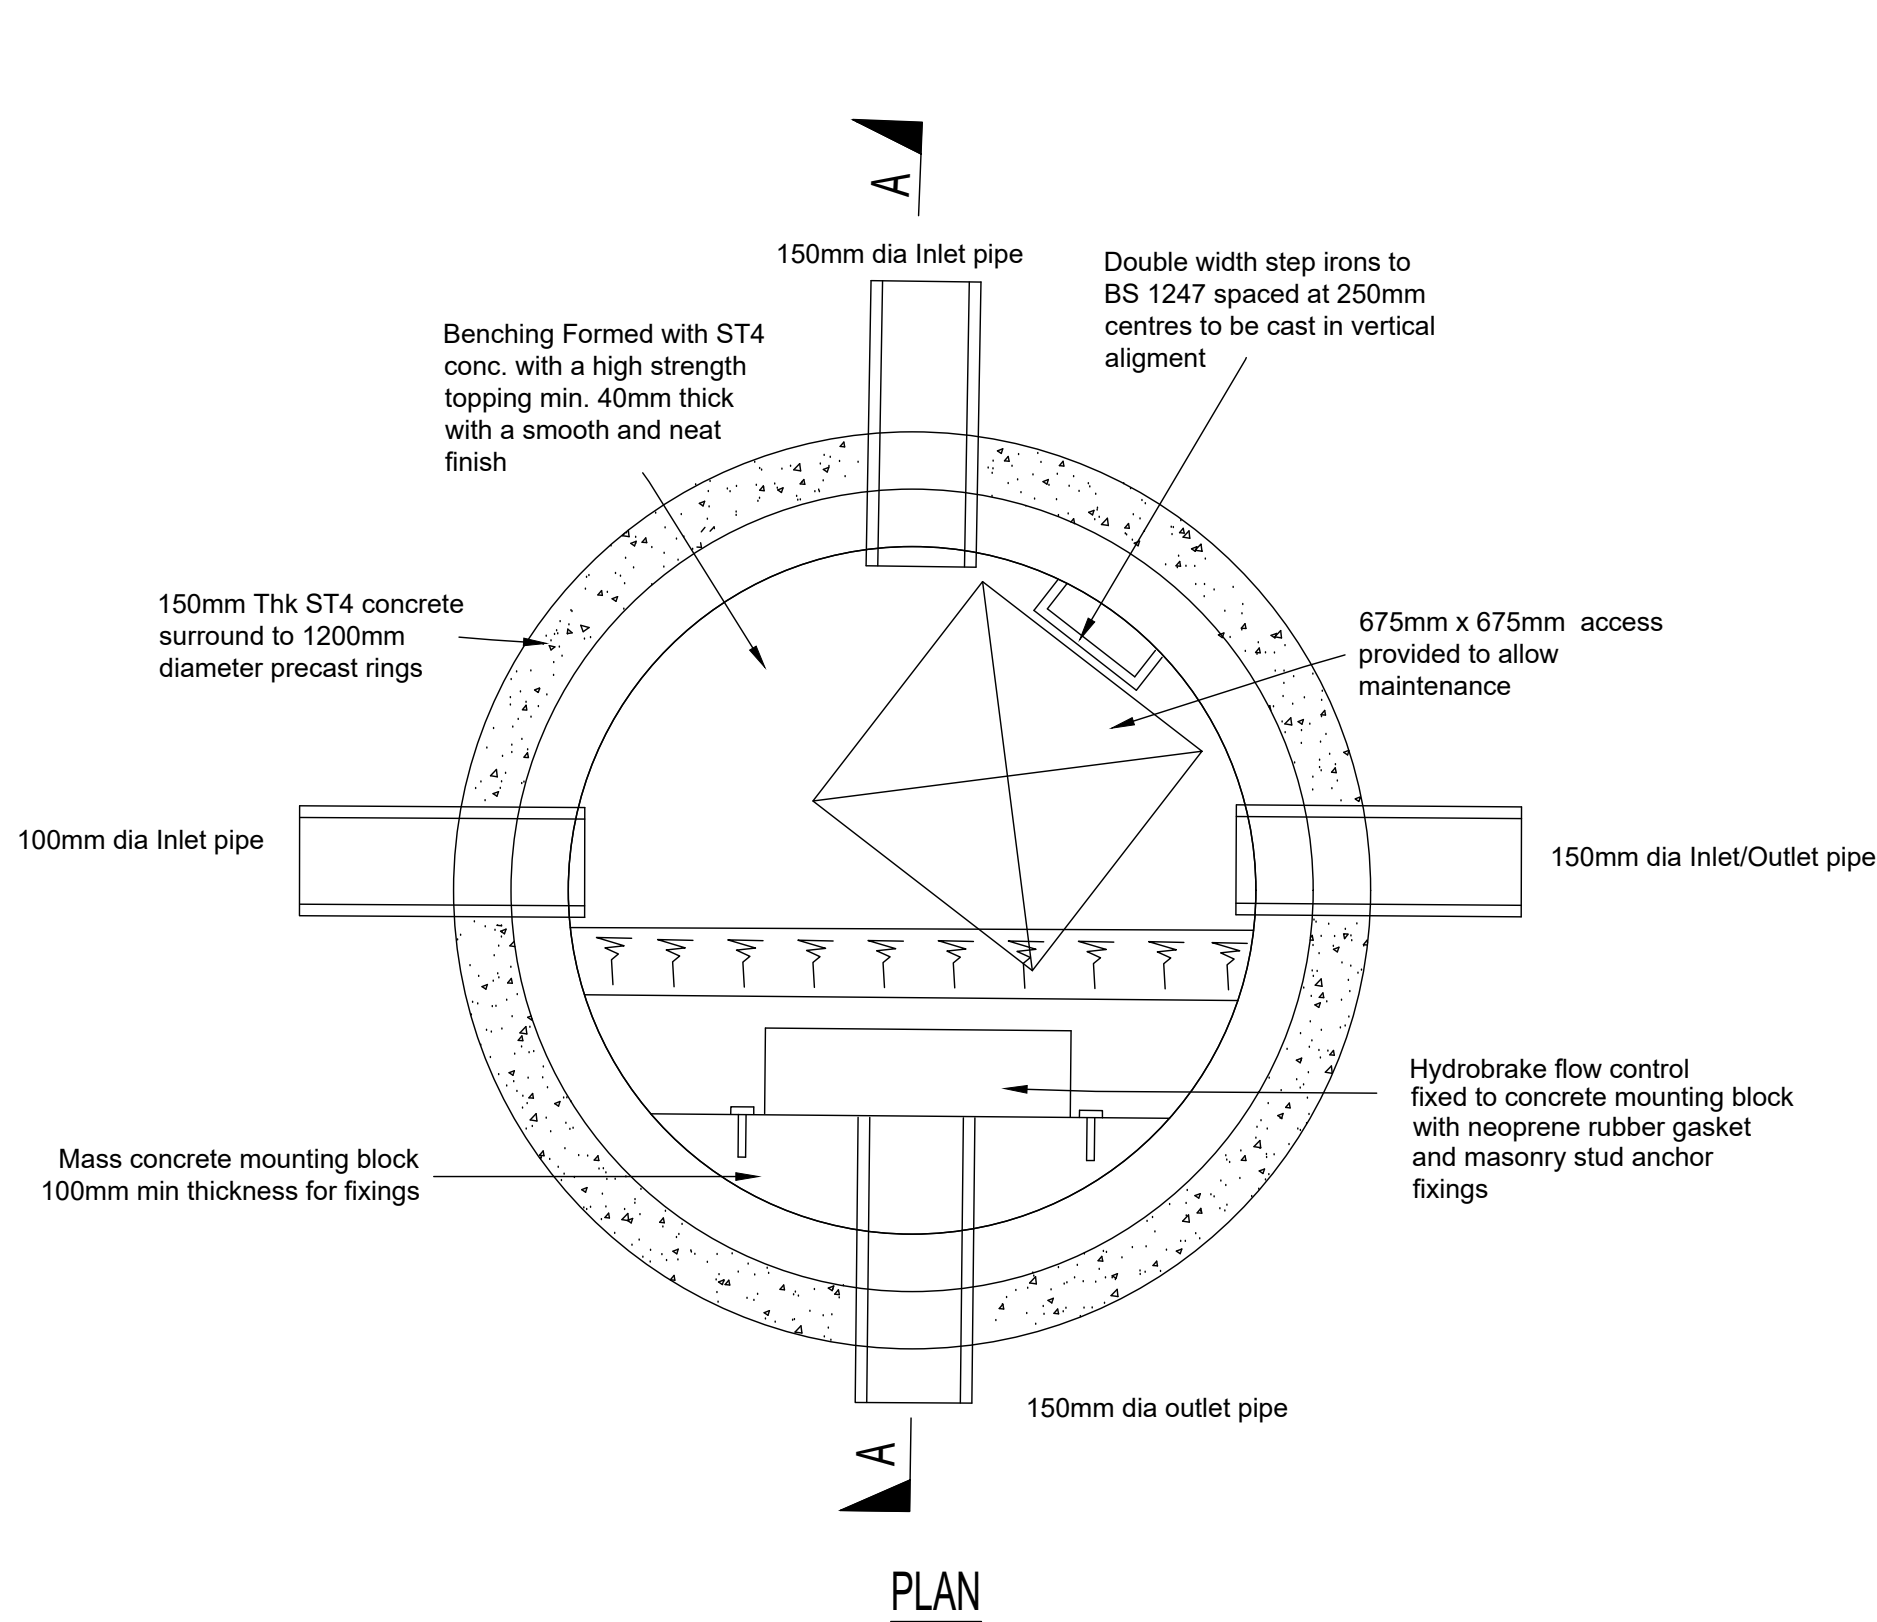 A
150mm dia Inlet pipe
Double width step irons to
BS 1247 spaced at 250mm
centres to be cast in vertical
aligment
Benching Formed with ST4
conc. with a high strength
topping min. 40mm thick
with a smooth and neat
finish
150mm Thk ST4 concrete
surround to 1200mm
diameter precast rings
675mm x 675mm  access
provided to allow
maintenance
100mm dia Inlet pipe
150mm dia Inlet/Outlet pipe
Hydrobrake flow control
fixed to concrete mounting block
with neoprene rubber gasket
and masonry stud anchor
fixings
Mass concrete mounting block
100mm min thickness for fixings
150mm dia outlet pipe
A
PLAN